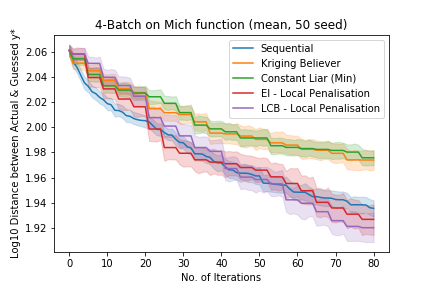 4-Batch on Mich function (mean, 50 seed)
Log10 Distance between Actual & Guessed y*
2.06
2.04
2.02
2.00
1.98
1.96
1.94
1.92
Sequential
Kriging Believer
Constant Liar (Min)
EI - Local Penalisation
LCB - Local Penalisation
0 10 20 30 40 50 60 70 80
No. of Iterations